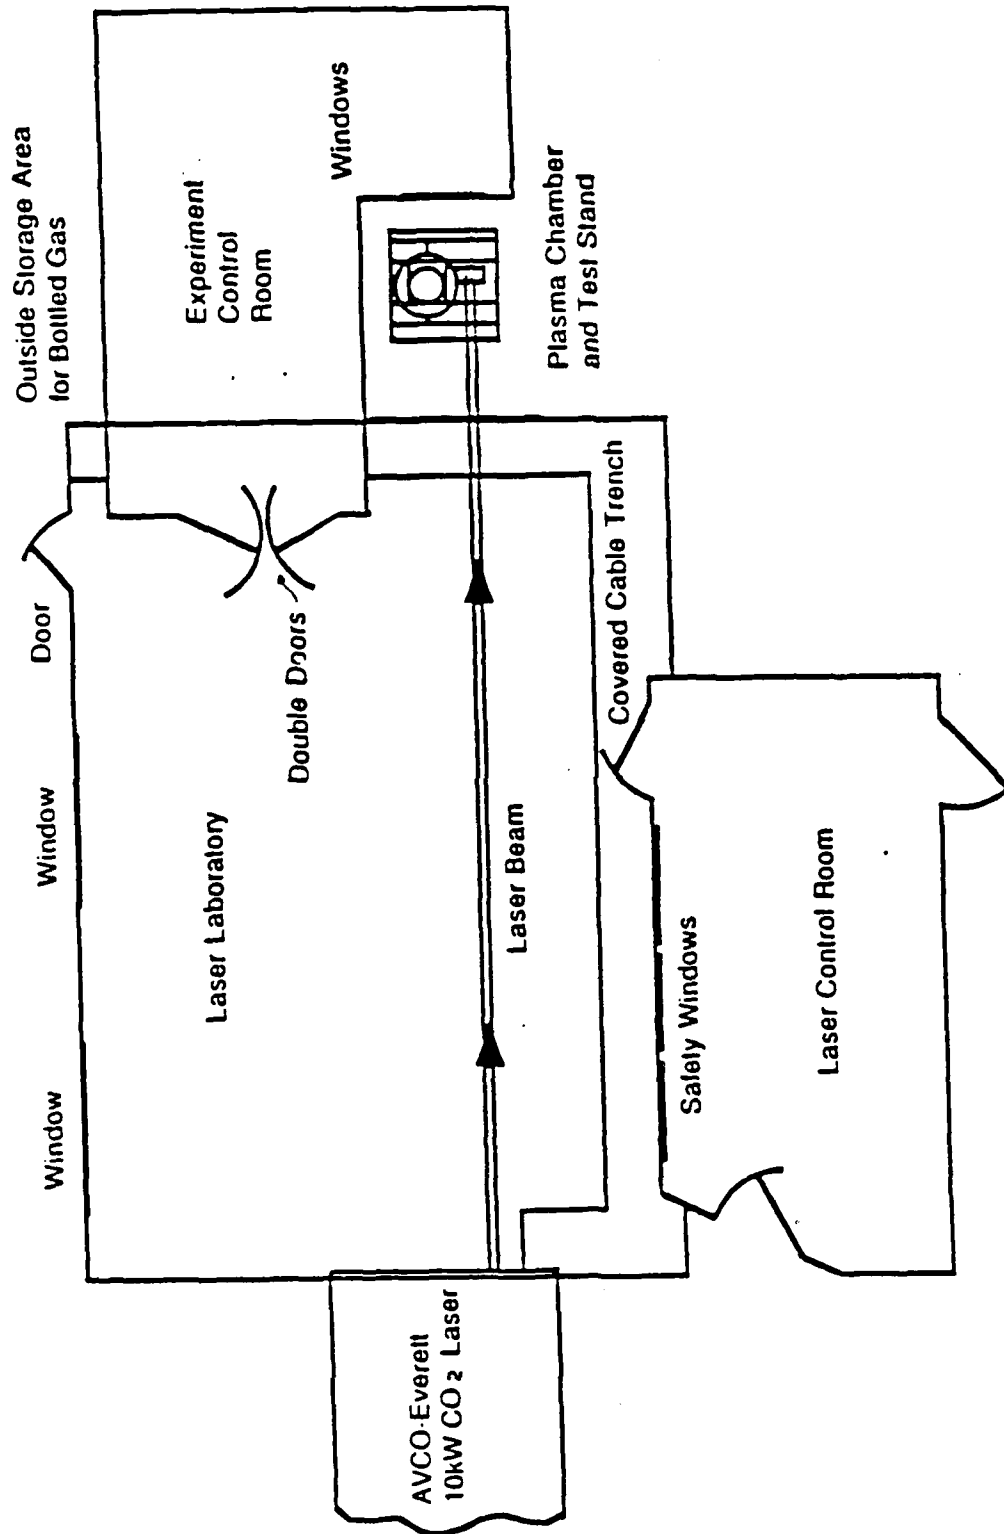 Outside Storage Area
for Bottled Gas
Door
Window
Window
Experiment
Control
Room
Windows
Double Doors
Laser Laboratory
Plasma Chamber
and Test Stand
Laser Beam
Covered Cable Trench
AVCO-Everett
10kW CO2 Laser
Safety Windows
Laser Control Room